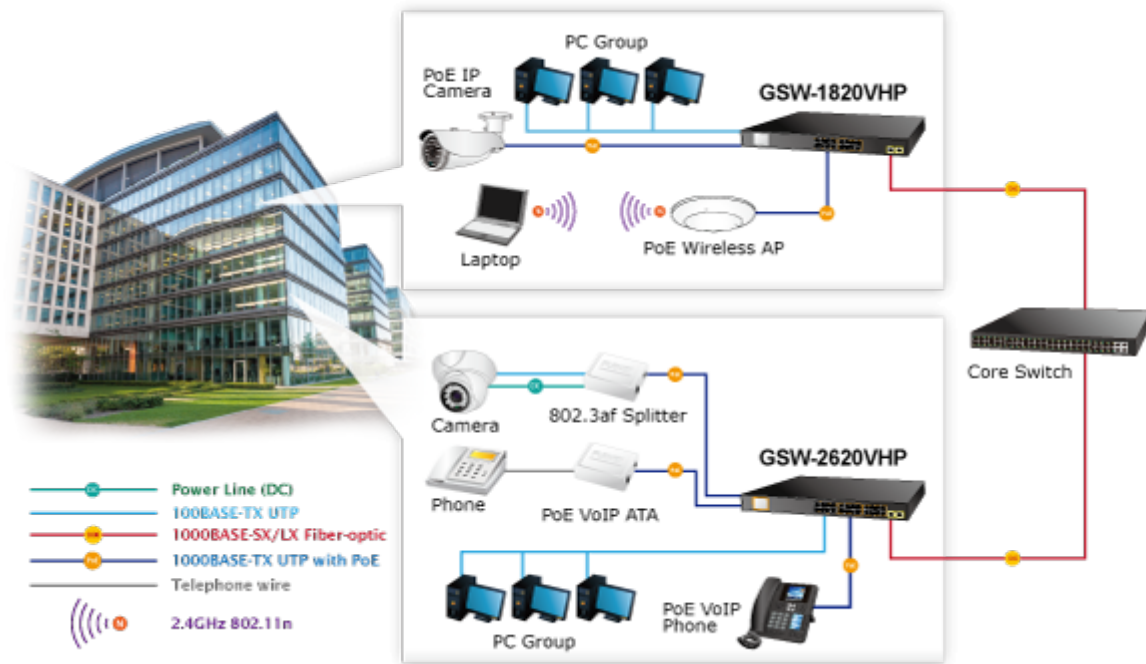 PC Group
PoE IP
Camera
GSW-1820VHP
Laptop
PoE Wireless AP
Core Switch
Camera
802.3af Splitter
Phone
PoE VoIP ATA
GSW-2620VHP
PC Group
PoE VoIP
Phone
DC Power Line (DC)
100BASE-TX UTP
1000BASE-SX/LX Fiber-optic
PoE 1000BASE-TX UTP with PoE
Telephone wire
N 2.4GHz 802.11n